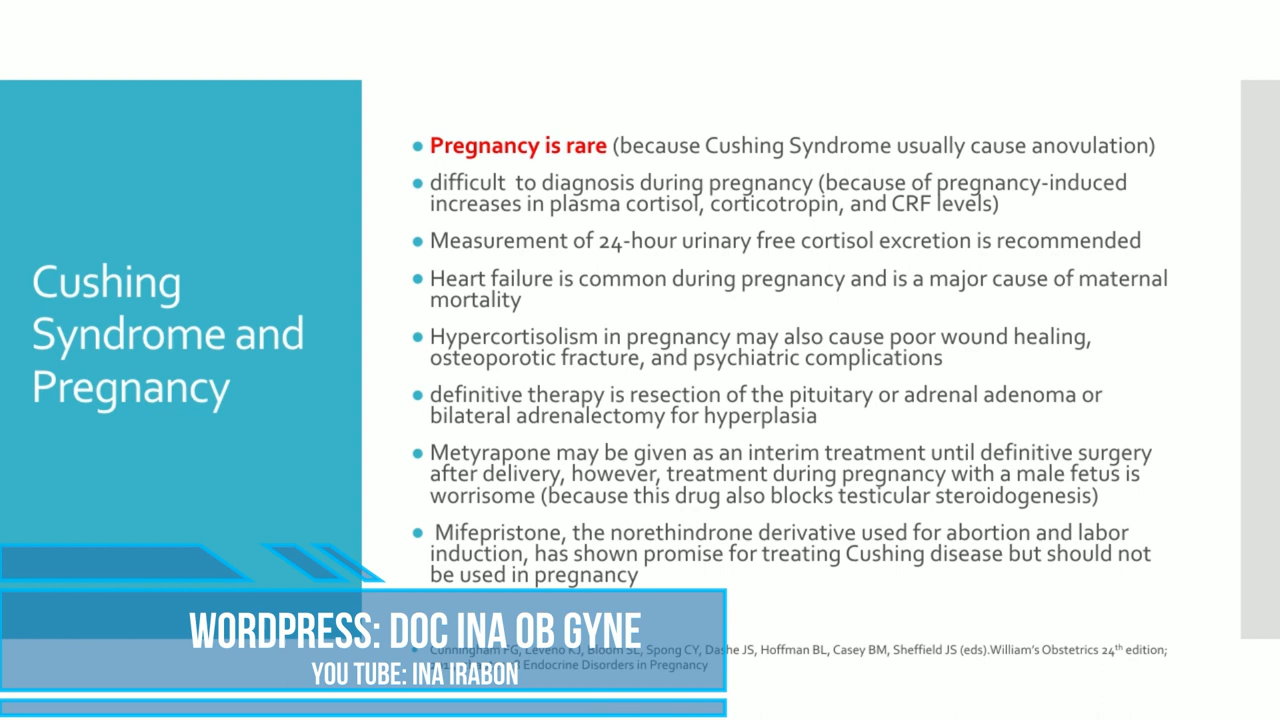 Cushing
Syndrome and
Pregnancy
• Pregnancy is rare (because Cushing Syndrome usually cause anovulation)
• difficult to diagnosis during pregnancy (because of pregnancy-induced
increases in plasma cortisol, corticotropin, and CRF levels)
• Measurement of 24-hour urinary free cortisol excretion is recommended
• Heart failure is common during pregnancy and is a major cause of maternal
mortality
• Hypercortisolism in pregnancy may also cause poor wound healing,
osteoporotic fracture, and psychiatric complications
• definitive therapy is resection of the pituitary or adrenal adenoma or
bilateral adrenalectomy for hyperplasia
• Metyrapone may be given as an interim treatment until definitive surgery
after delivery, however, treatment during pregnancy with a male fetus is
worrisome (because this drug also blocks testicular steroidogenesis)
• Mifepristone, the norethindrone derivative used for abortion and labor
induction, has shown promise for treating Cushing disease but should not
be used in pregnancy
• Cunningham FG, Leveno KJ, Bloom SL, Spong CY, Dashe JS, Hoffman BL, Casey BM, Sheffield JS (eds).William's Obstetrics 24th edition;
Endocrine Disorders in Pregnancy
WORDPRESS: DOC INA OB GYNE
YOU TUBE: INA IRABON